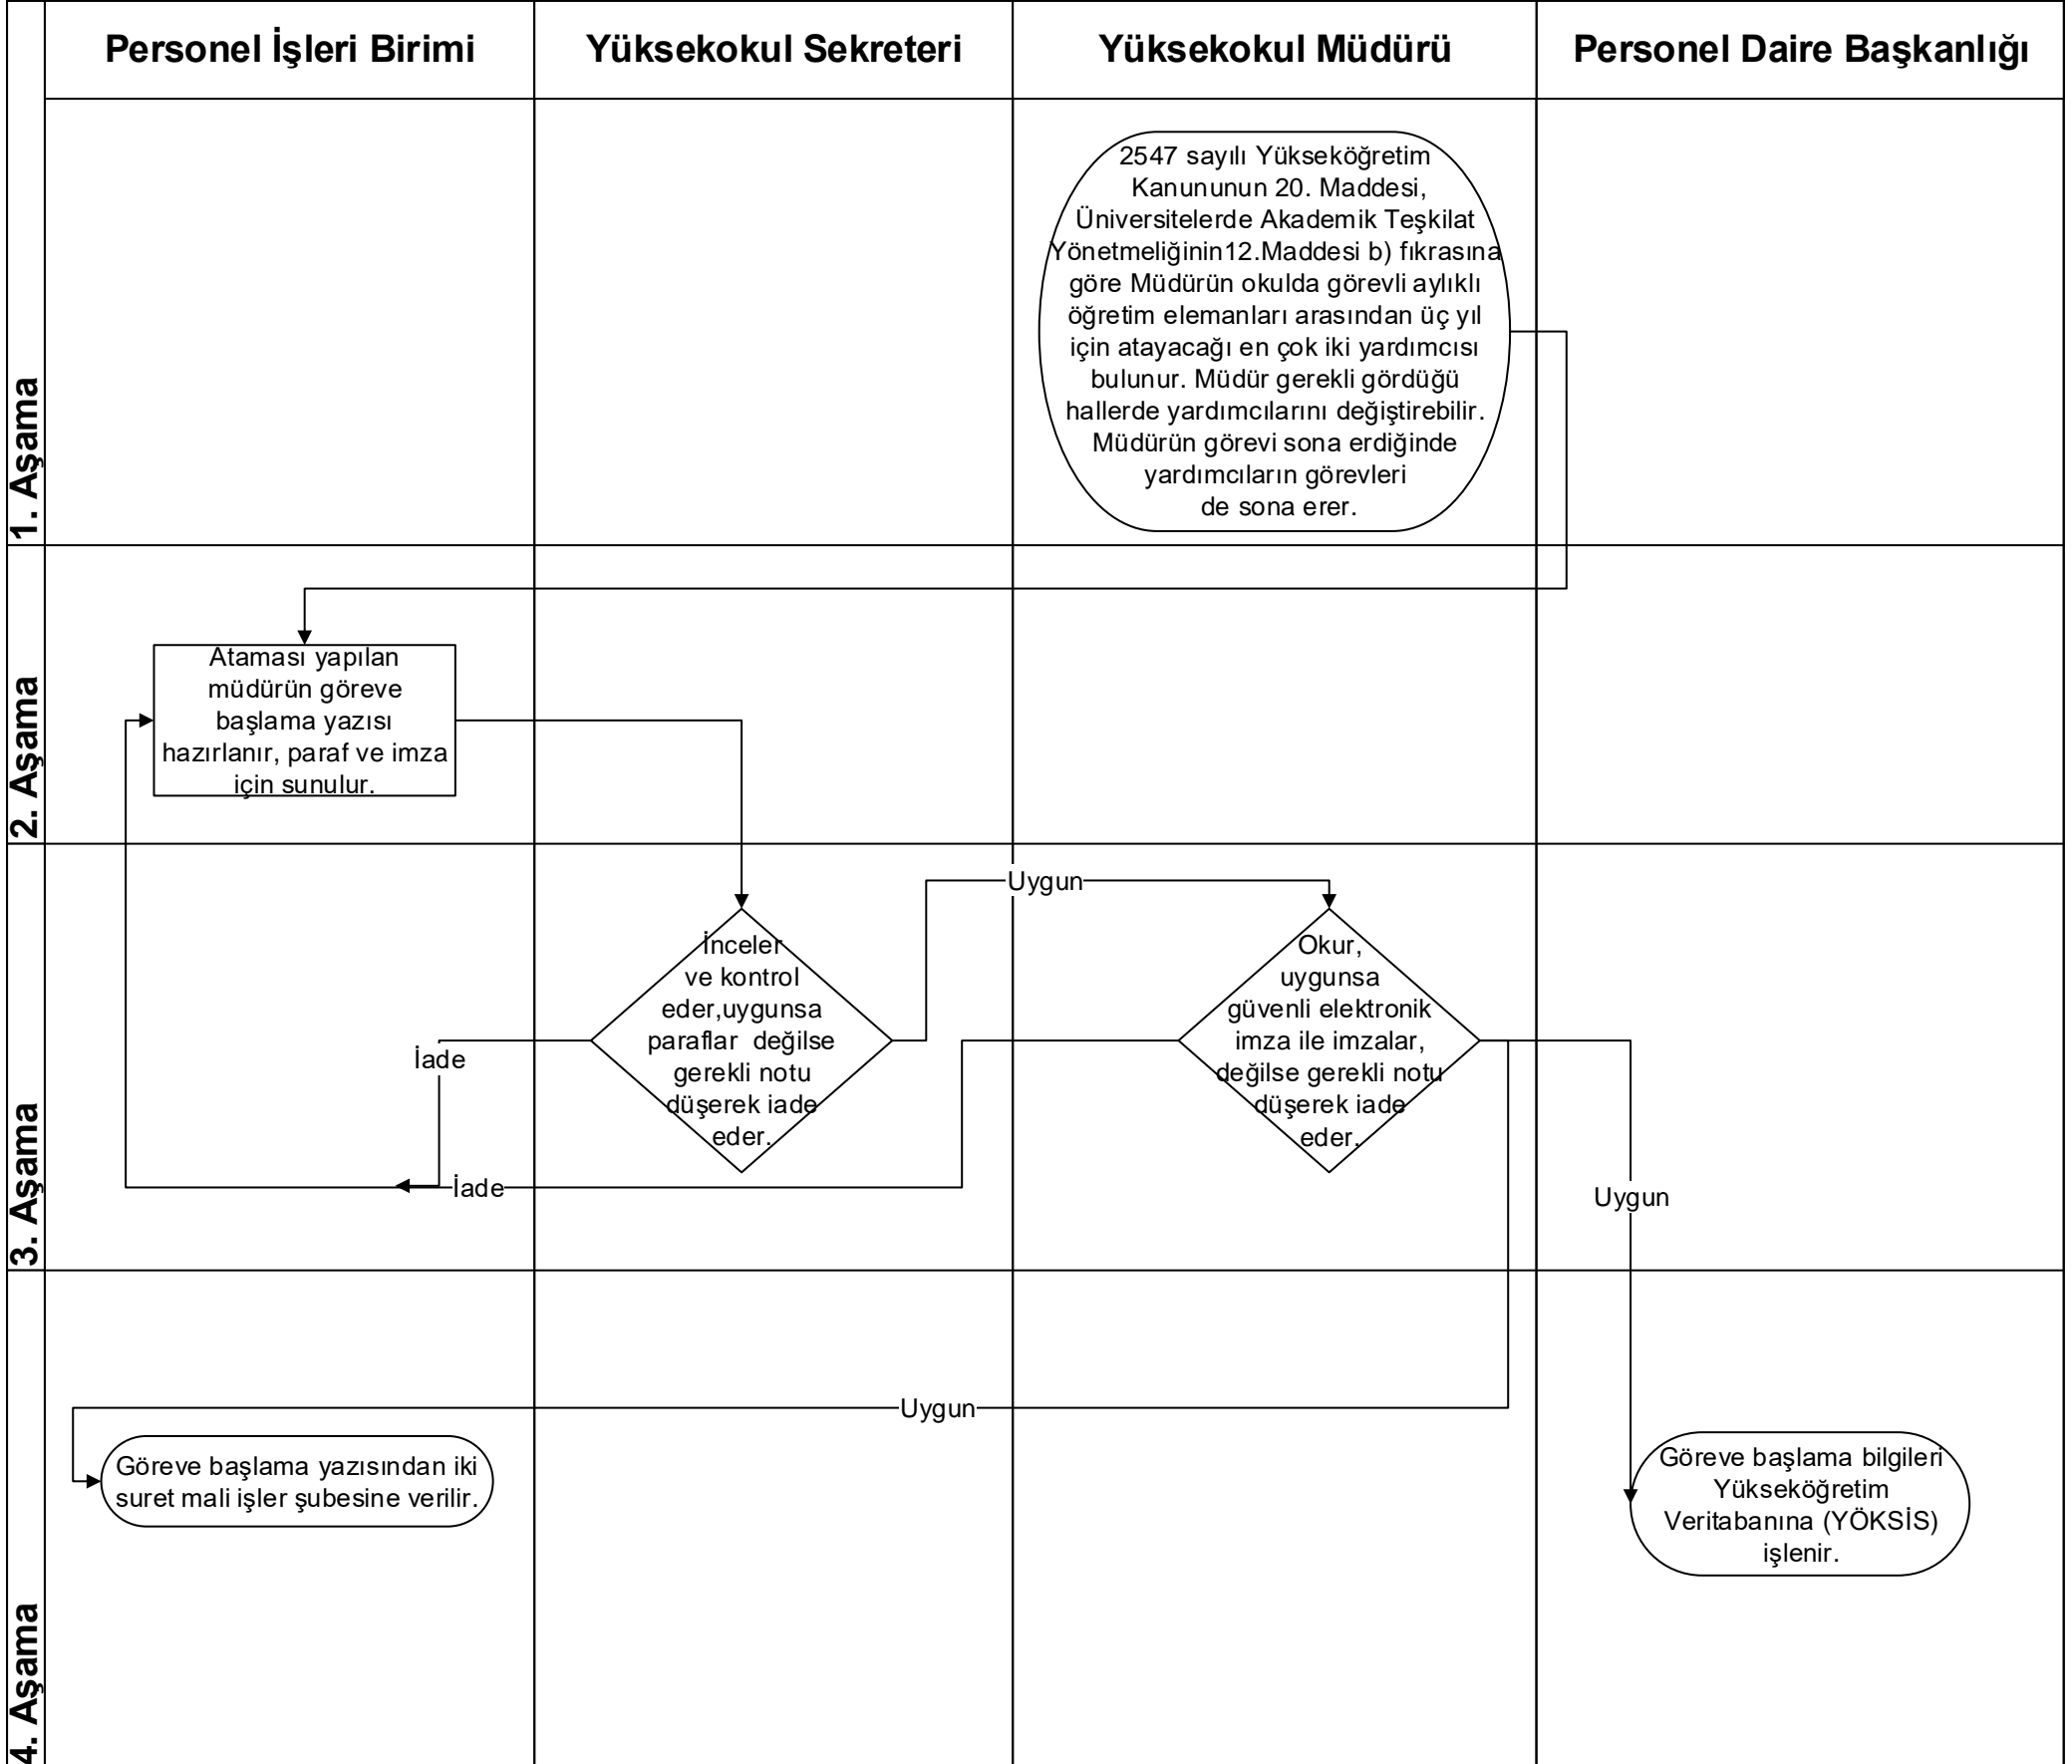 Personel İşleri Birimi
Yüksekokul Sekreteri
Yüksekokul Müdürü
Personel Daire Başkanlığı
1. Aşama
2547 sayılı Yükseköğretim
Kanununun 20. Maddesi,
Üniversitelerde Akademik Teşkilat
Yönetmeliğinin12.Maddesi b) fıkrasına
göre Müdürün okulda görevli aylıklı
öğretim elemanları arasından üç yıl
için atayacağı en çok iki yardımcısı
bulunur. Müdür gerekli gördüğü
hallerde yardımcılarını değiştirebilir.
Müdürün görevi sona erdiğinde
yardımcıların görevleri
de sona erer.
2. Aşama
Ataması yapılan
müdürün göreve
başlama yazısı
hazırlanır, paraf ve imza
için sunulur.
3. Aşama
Uygun
İnceler
ve kontrol
eder,uygunsa
paraflar  değilse
gerekli notu
düşerek iade
eder.
Okur,
uygunsa
güvenli elektronik
imza ile imzalar,
değilse gerekli notu
düşerek iade
eder.
İade
İade
Uygun
4. Aşama
Uygun
Göreve başlama yazısından iki
suret mali işler şubesine verilir.
Göreve başlama bilgileri
Yükseköğretim
Veritabanına (YÖKSİS)
işlenir.